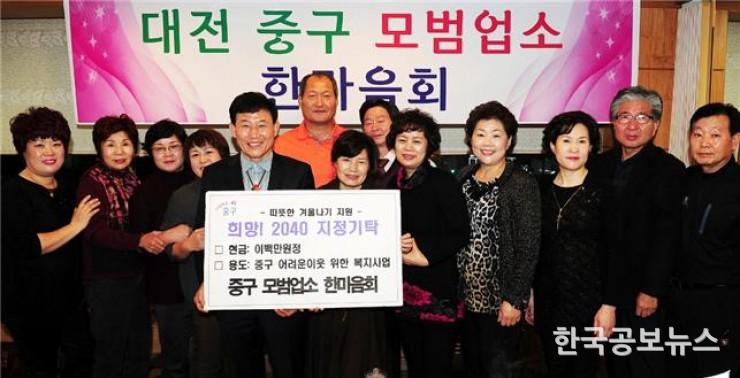 대전 중구 모범업소
한마음회
중구
- 따뜻한 겨울나기 지원 -
희망! 2040 지정기탁
□ 현금: 이백만원정
□ 용도: 중구 어려운이웃 위한 복지사업
중구 모범업소 한마음회
한국공보뉴스